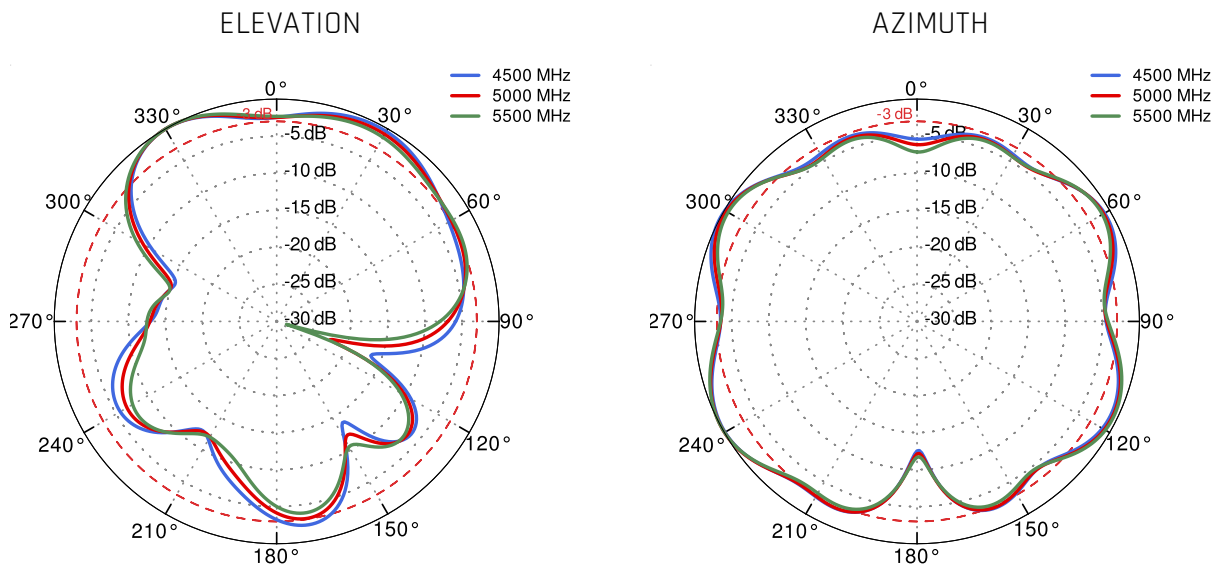 ELEVATION
4500 MHz
5000 MHz
5500 MHz
0°
330°
30°
-3 dB
-5 dB
-10 dB
300°
60°
-15 dB
-20 dB
-25 dB
-30 dB
270°
90°
240°
120°
210°
150°
180°
AZIMUTH
4500 MHz
5000 MHz
5500 MHz
0°
330°
30°
-3 dB
-5 dB
-10 dB
300°
60°
-15 dB
-20 dB
-25 dB
-30 dB
270°
90°
240°
120°
210°
150°
180°